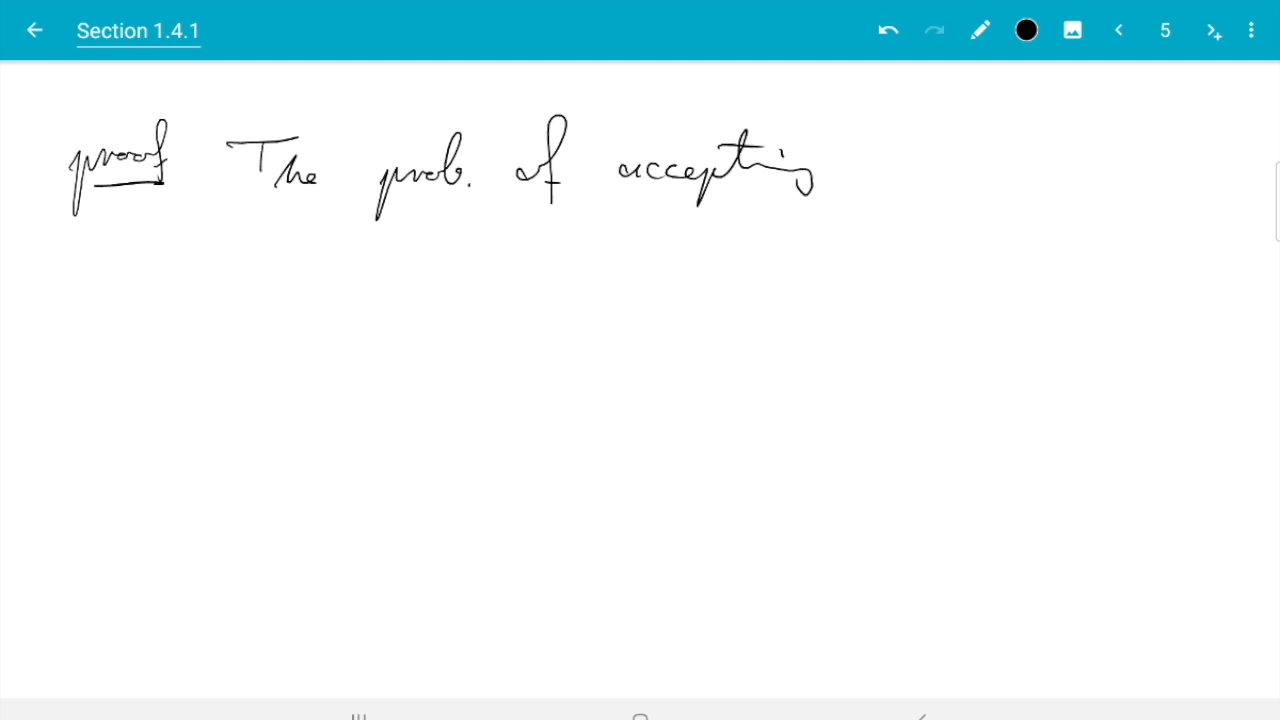 Section 1.4.1
5
proof The prob. of accepting